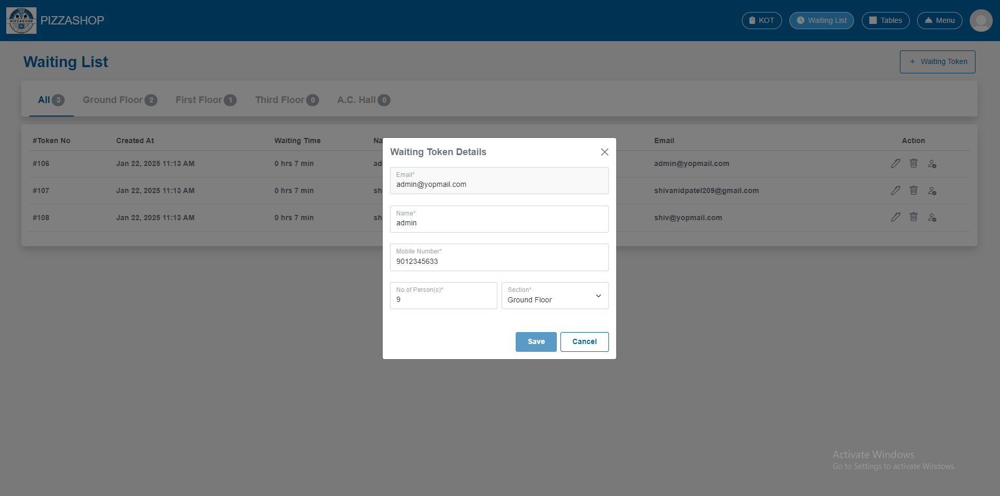 PIZZASHOP
PIZZASHOP
KOT
Waiting List
Tables
Menu
Waiting List
+ Waiting Token
All 3
Ground Floor 2
First Floor 1
Third Floor 0
A.C. Hall 0
#Token No Created At Waiting Time Na Email Action
#106 Jan 22, 2025 11:13 AM 0 hrs 7 min ad admin@yopmail.com
#107 Jan 22, 2025 11:13 AM 0 hrs 7 min sh shivanidpatel209@gmail.com
#108 Jan 22, 2025 11:13 AM 0 hrs 7 min sh shiv@yopmail.com
Waiting Token Details
Email*
admin@yopmail.com
Name*
admin
Mobile Number*
9012345633
No.of Person(s)* Section*
9 Ground Floor
Save Cancel
Activate Windows
Go to Settings to activate Windows.